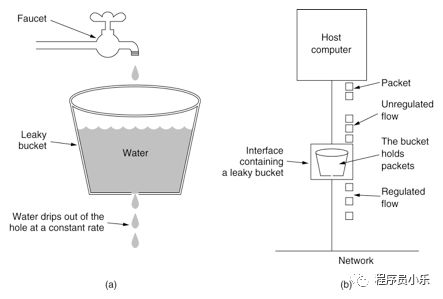 Faucet
Leaky
bucket
Water
Water drips out of the
hole at a constant rate
(a)
Host
computer
Packet
Unregulated
flow
Interface
containing
a leaky bucket
The bucket
holds
packets
Regulated
flow
Network
(b)
程序员小乐